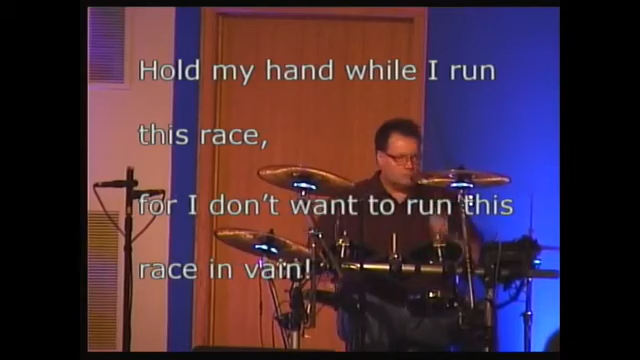 Hold my hand while I run
this race,
for I don't want to run this
race in vain!